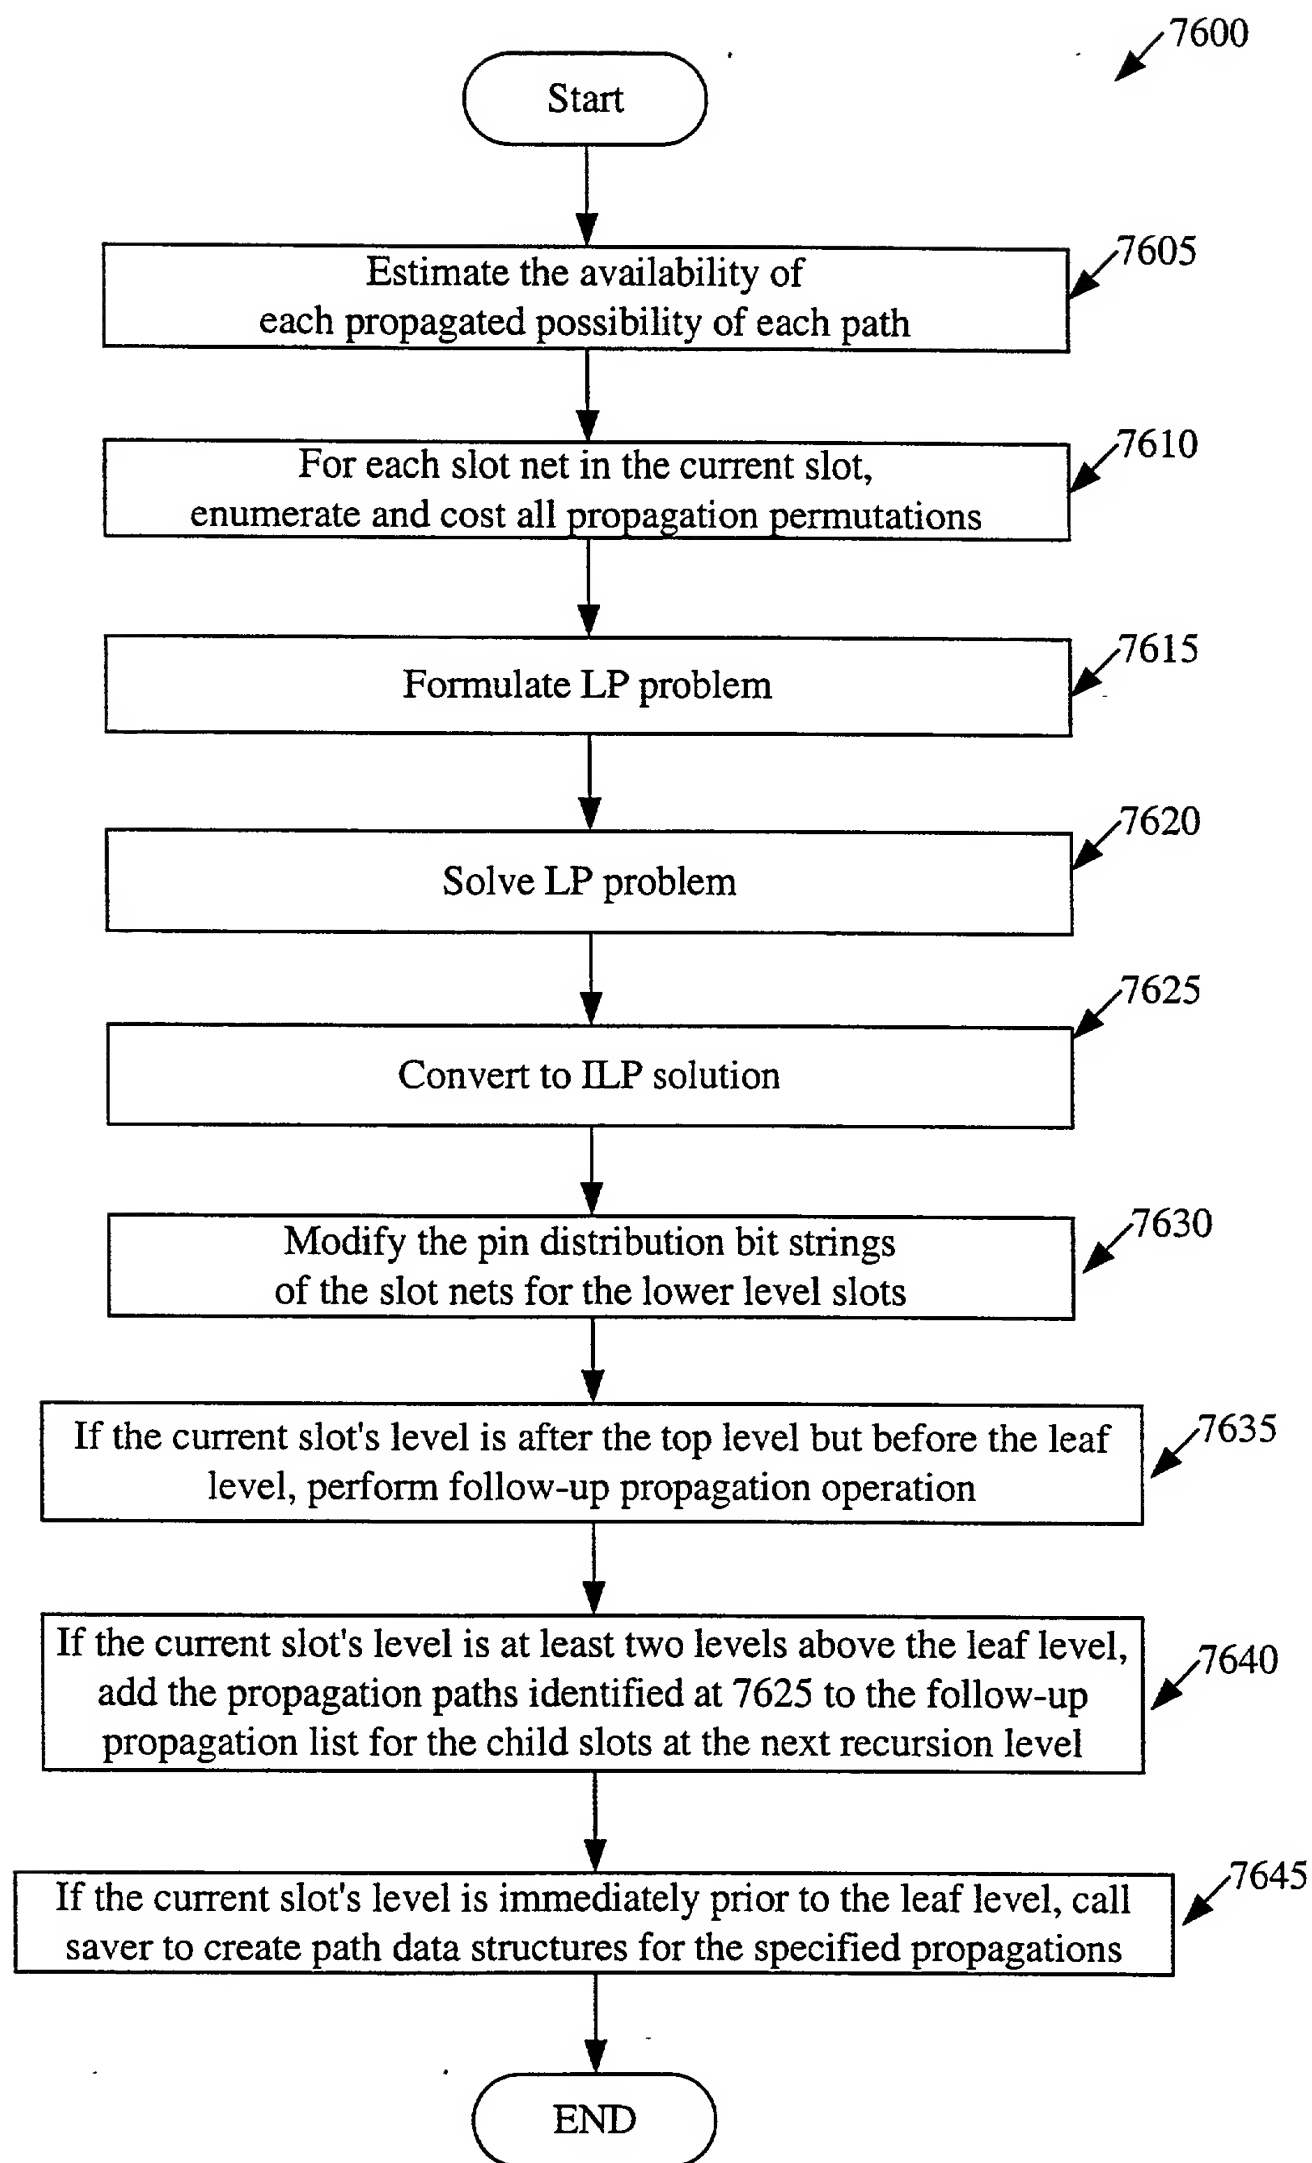 7600
Start
7605
Estimate the availability of
each propagated possibility of each path
7610
For each slot net in the current slot,
enumerate and cost all propagation permutations
7615
Formulate LP problem
7620
Solve LP problem
7625
Convert to ILP solution
7630
Modify the pin distribution bit strings
of the slot nets for the lower level slots
7635
If the current slot's level is after the top level but before the leaf
level, perform follow-up propagation operation
7640
If the current slot's level is at least two levels above the leaf level,
add the propagation paths identified at 7625 to the follow-up
propagation list for the child slots at the next recursion level
7645
If the current slot's level is immediately prior to the leaf level, call
saver to create path data structures for the specified propagations
END